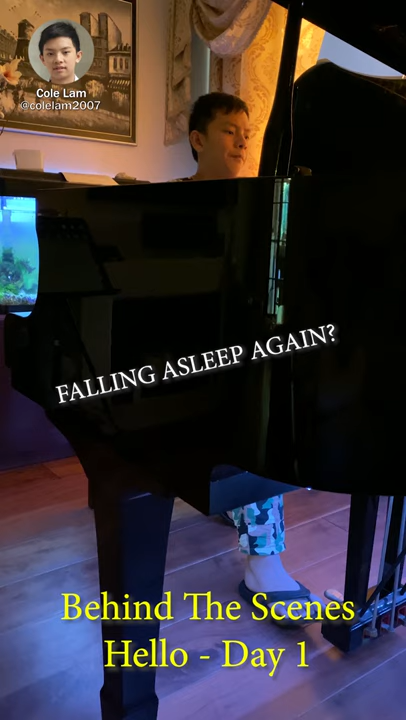 Cole Lam
@colelam2007
FALLING ASLEEP AGAIN?
Behind The Scenes
Hello - Day 1